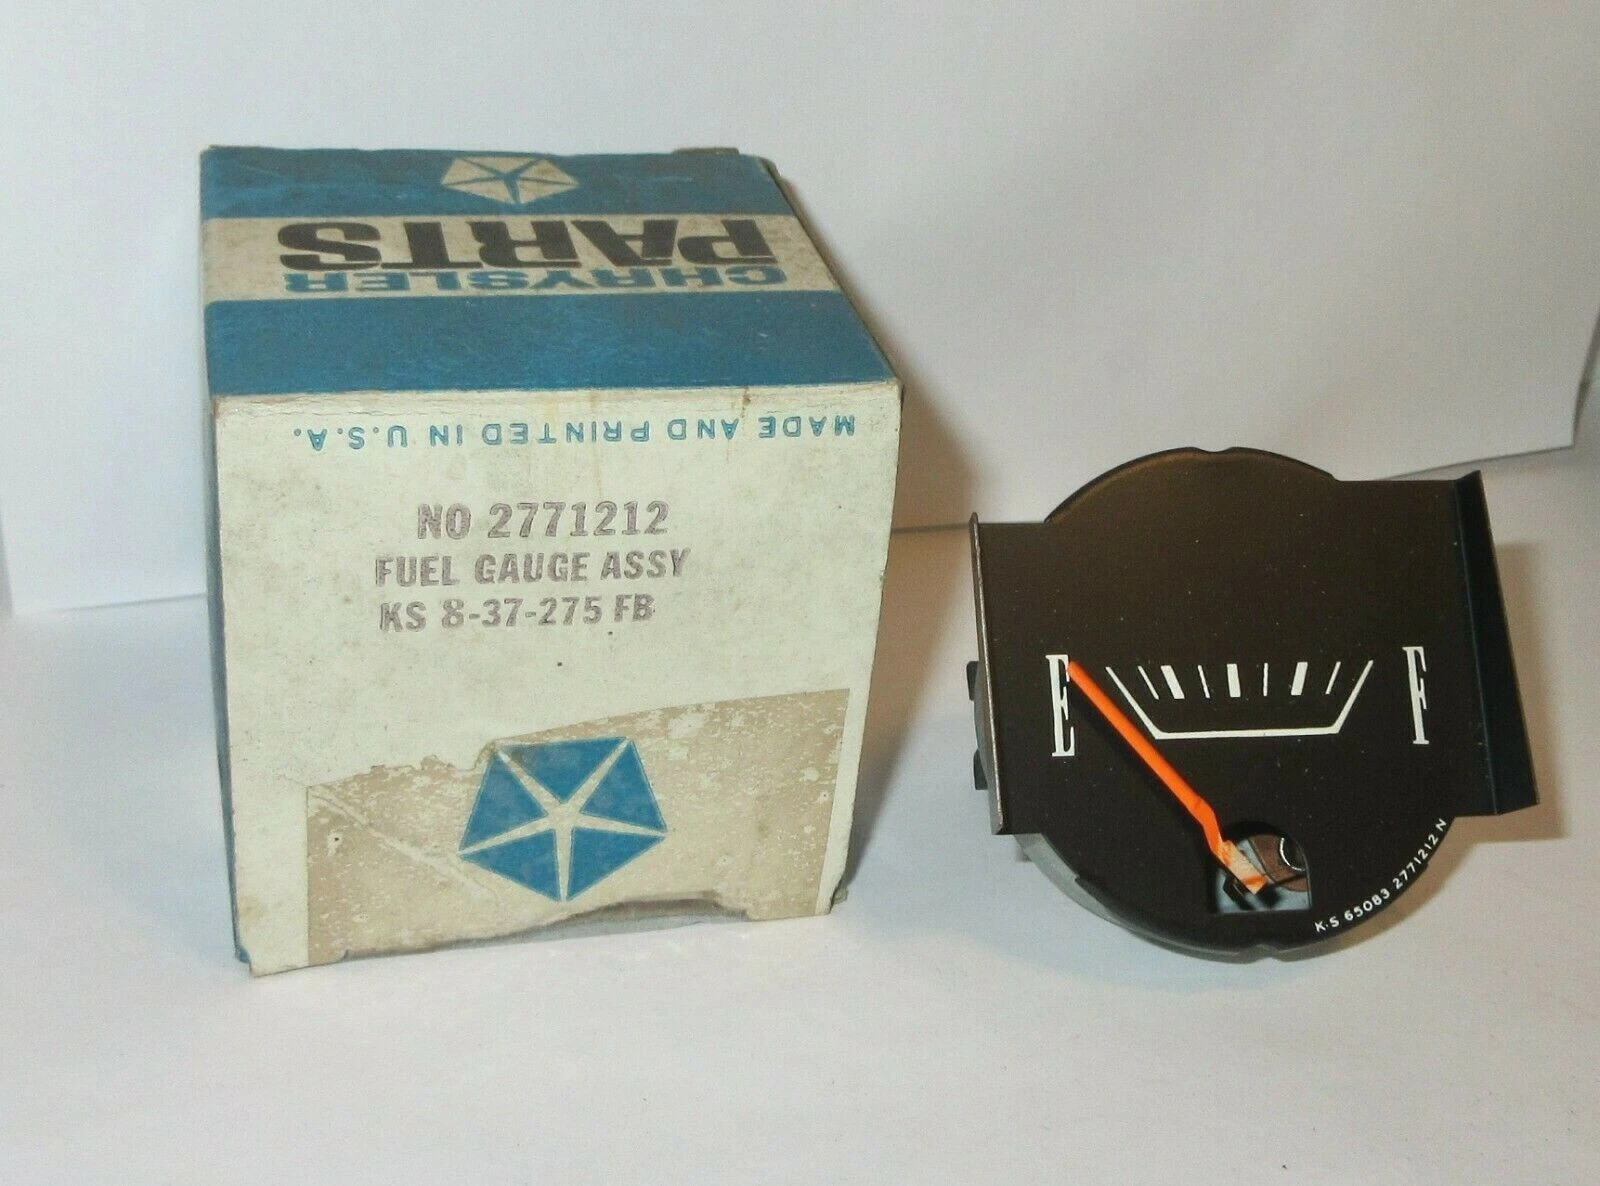 CHRYSLER
PARTS
MADE AND PRINTED IN U.S.A.
NO 2771212
FUEL GAUGE ASSY
KS 8-37-275 FB
E F
K-S 65083 2771212 N